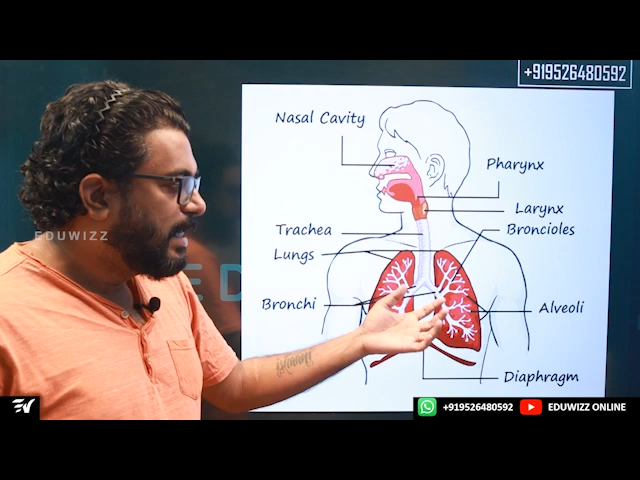 +919526480592
Nasal Cavity
Pharynx
Larynx
Trachea
Broncioles
Lungs
EDUWIZZ
Bronchi
Alveoli
Diaphragm
+919526480592
EDUWIZZ ONLINE